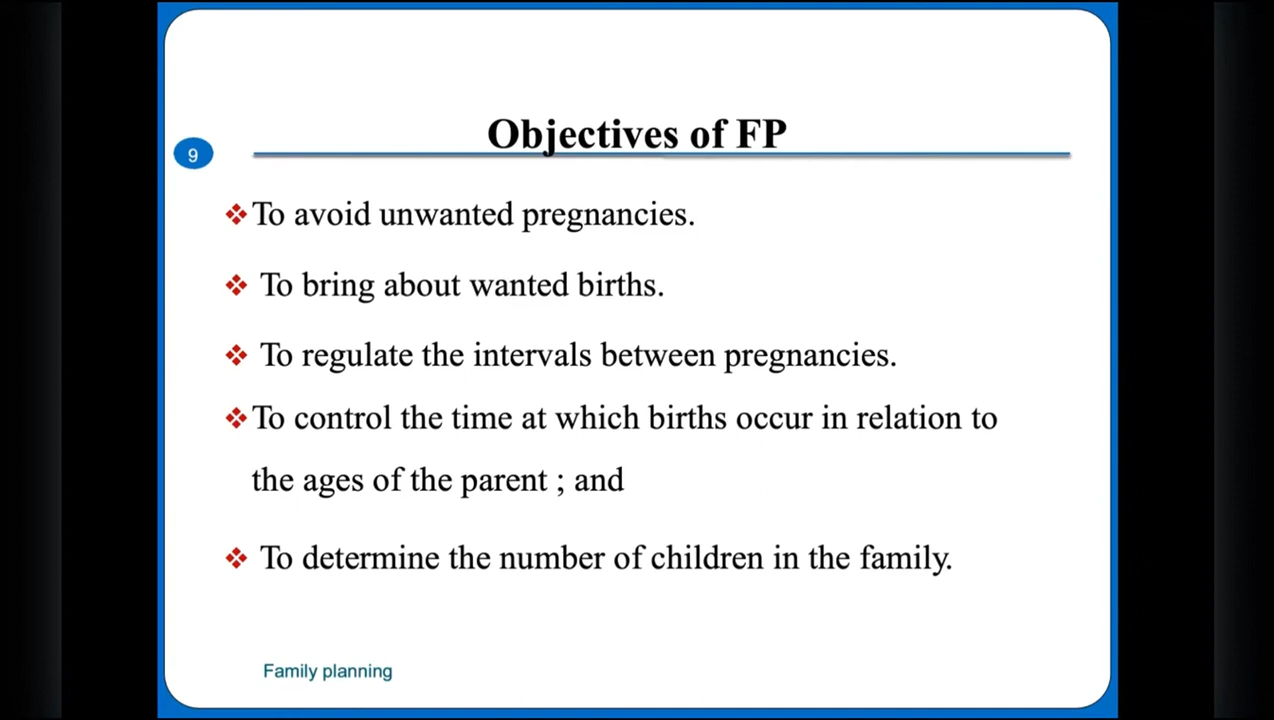 Objectives of FP
9
❖To avoid unwanted pregnancies.
❖ To bring about wanted births.
❖ To regulate the intervals between pregnancies.
❖To control the time at which births occur in relation to
the ages of the parent ; and
❖ To determine the number of children in the family.
Family planning